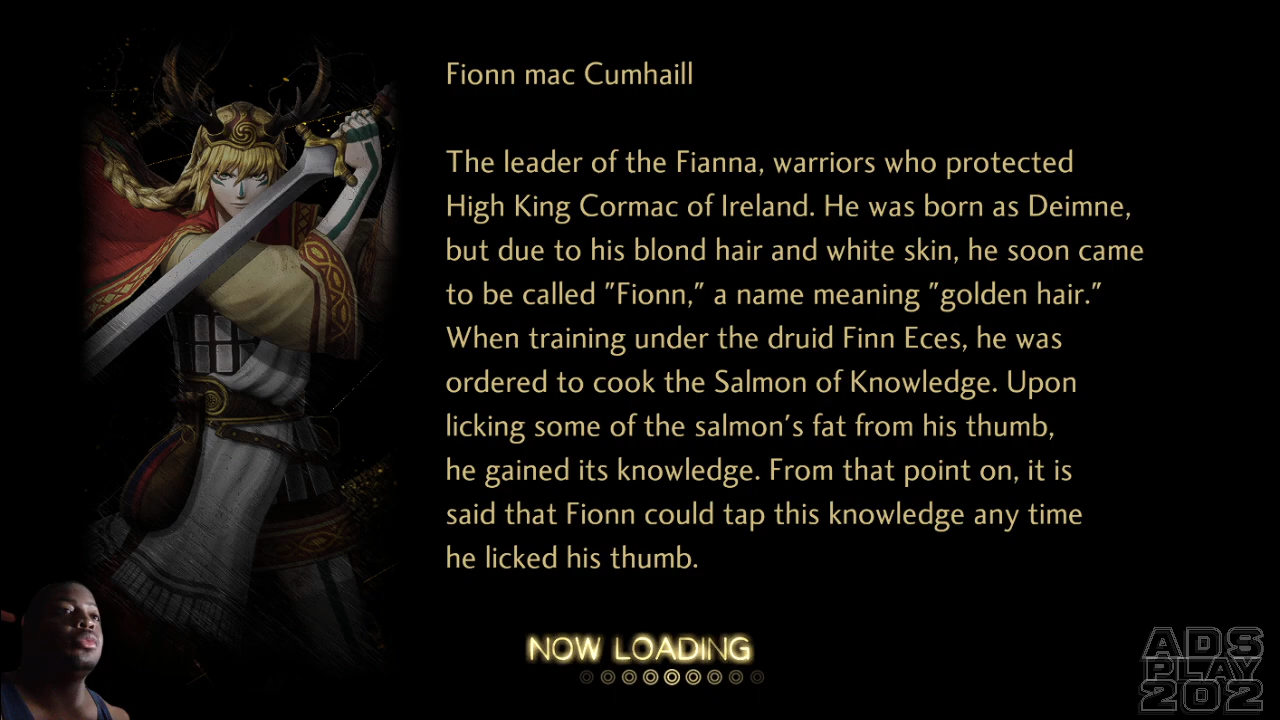 Fionn mac Cumhaill
The leader of the Fianna, warriors who protected
High King Cormac of Ireland. He was born as Deimne,
but due to his blond hair and white skin, he soon came
to be called "Fionn," a name meaning "golden hair."
When training under the druid Finn Eces, he was
ordered to cook the Salmon of Knowledge. Upon
licking some of the salmon's fat from his thumb,
he gained its knowledge. From that point on, it is
said that Fionn could tap this knowledge any time
he licked his thumb.
NOW LOADING
ADS
PLAY
202